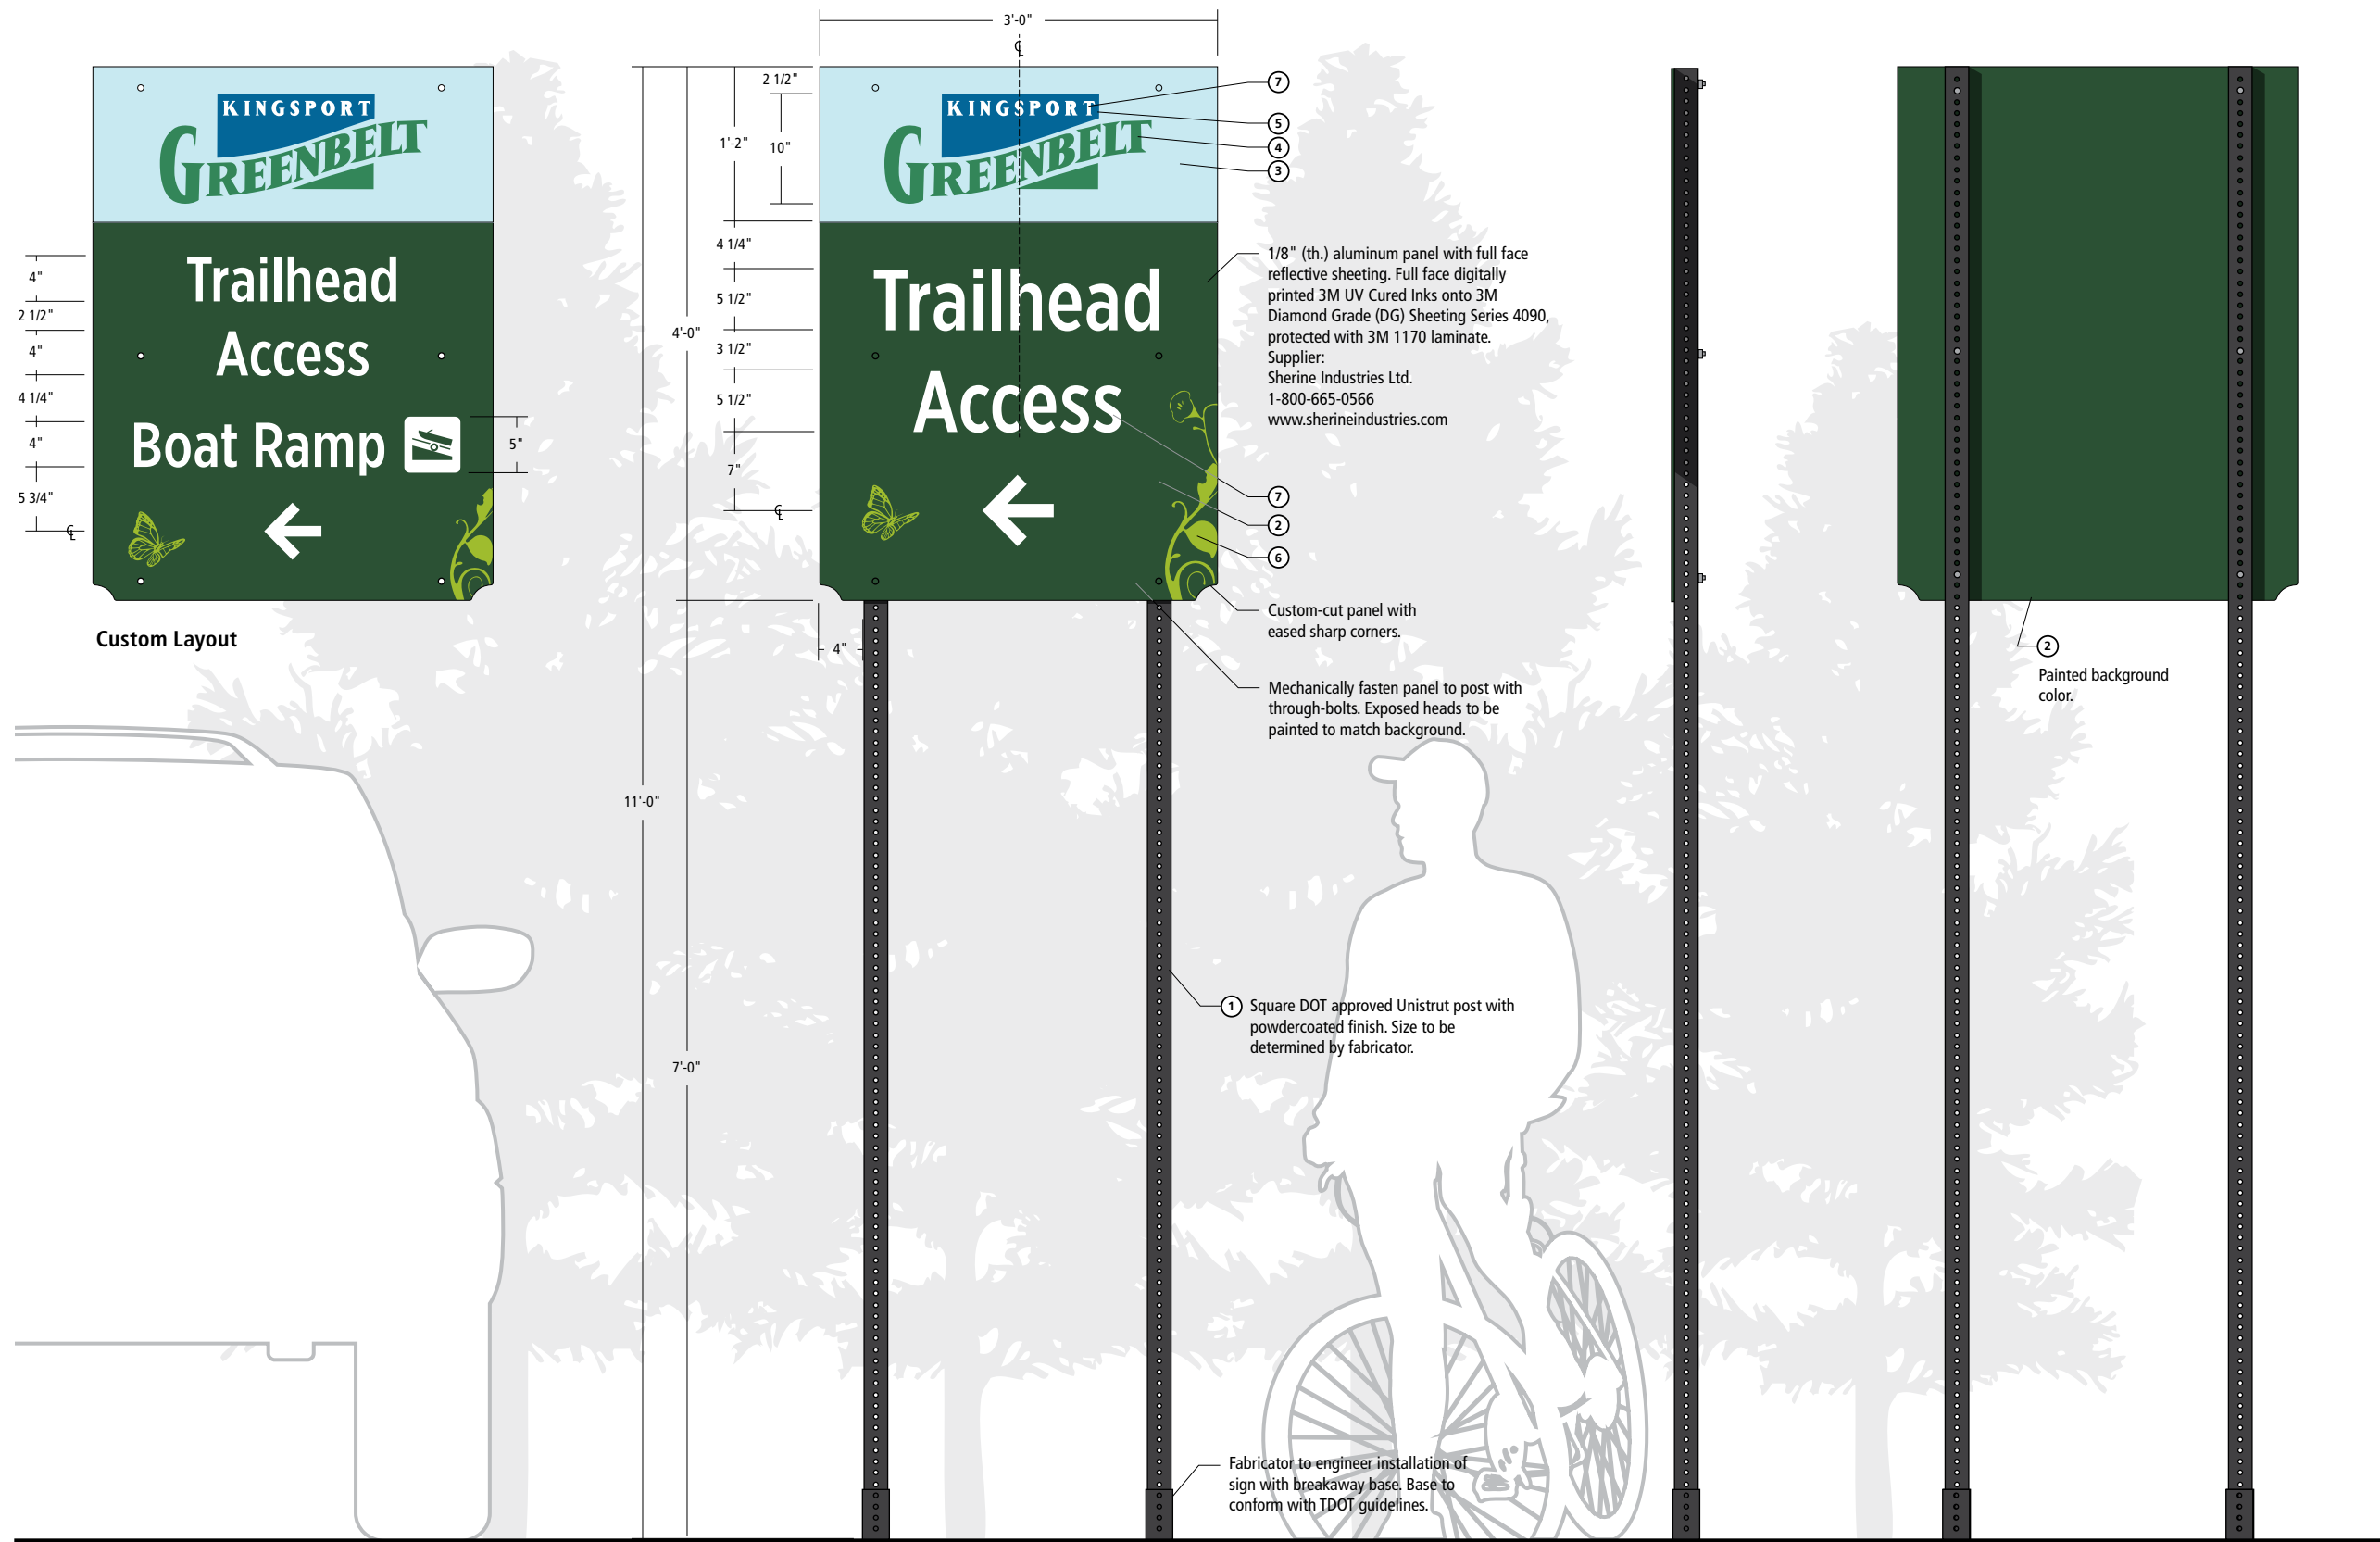 3'-0"
℄
KINGSPORT
GREENBELT
Trailhead
Access
Boat Ramp
4"
2 1/2"
4"
4 1/4"
4"
5 3/4"
℄
5"
Custom Layout
11'-0"
4'-0"
7'-0"
2 1/2"
1'-2"
10"
4 1/4"
5 1/2"
3 1/2"
5 1/2"
7"
℄
4"
KINGSPORT
GREENBELT
Trailhead
Access
7
5
4
3
1/8" (th.) aluminum panel with full face
reflective sheeting. Full face digitally
printed 3M UV Cured Inks onto 3M
Diamond Grade (DG) Sheeting Series 4090,
protected with 3M 1170 laminate.
Supplier:
Sherine Industries Ltd.
1-800-665-0566
www.sherineindustries.com
7
2
6
Custom-cut panel with
eased sharp corners.
Mechanically fasten panel to post with
through-bolts. Exposed heads to be
painted to match background.
1 Square DOT approved Unistrut post with
powdercoated finish. Size to be
determined by fabricator.
Fabricator to engineer installation of
sign with breakaway base. Base to
conform with TDOT guidelines.
2
Painted background
color.